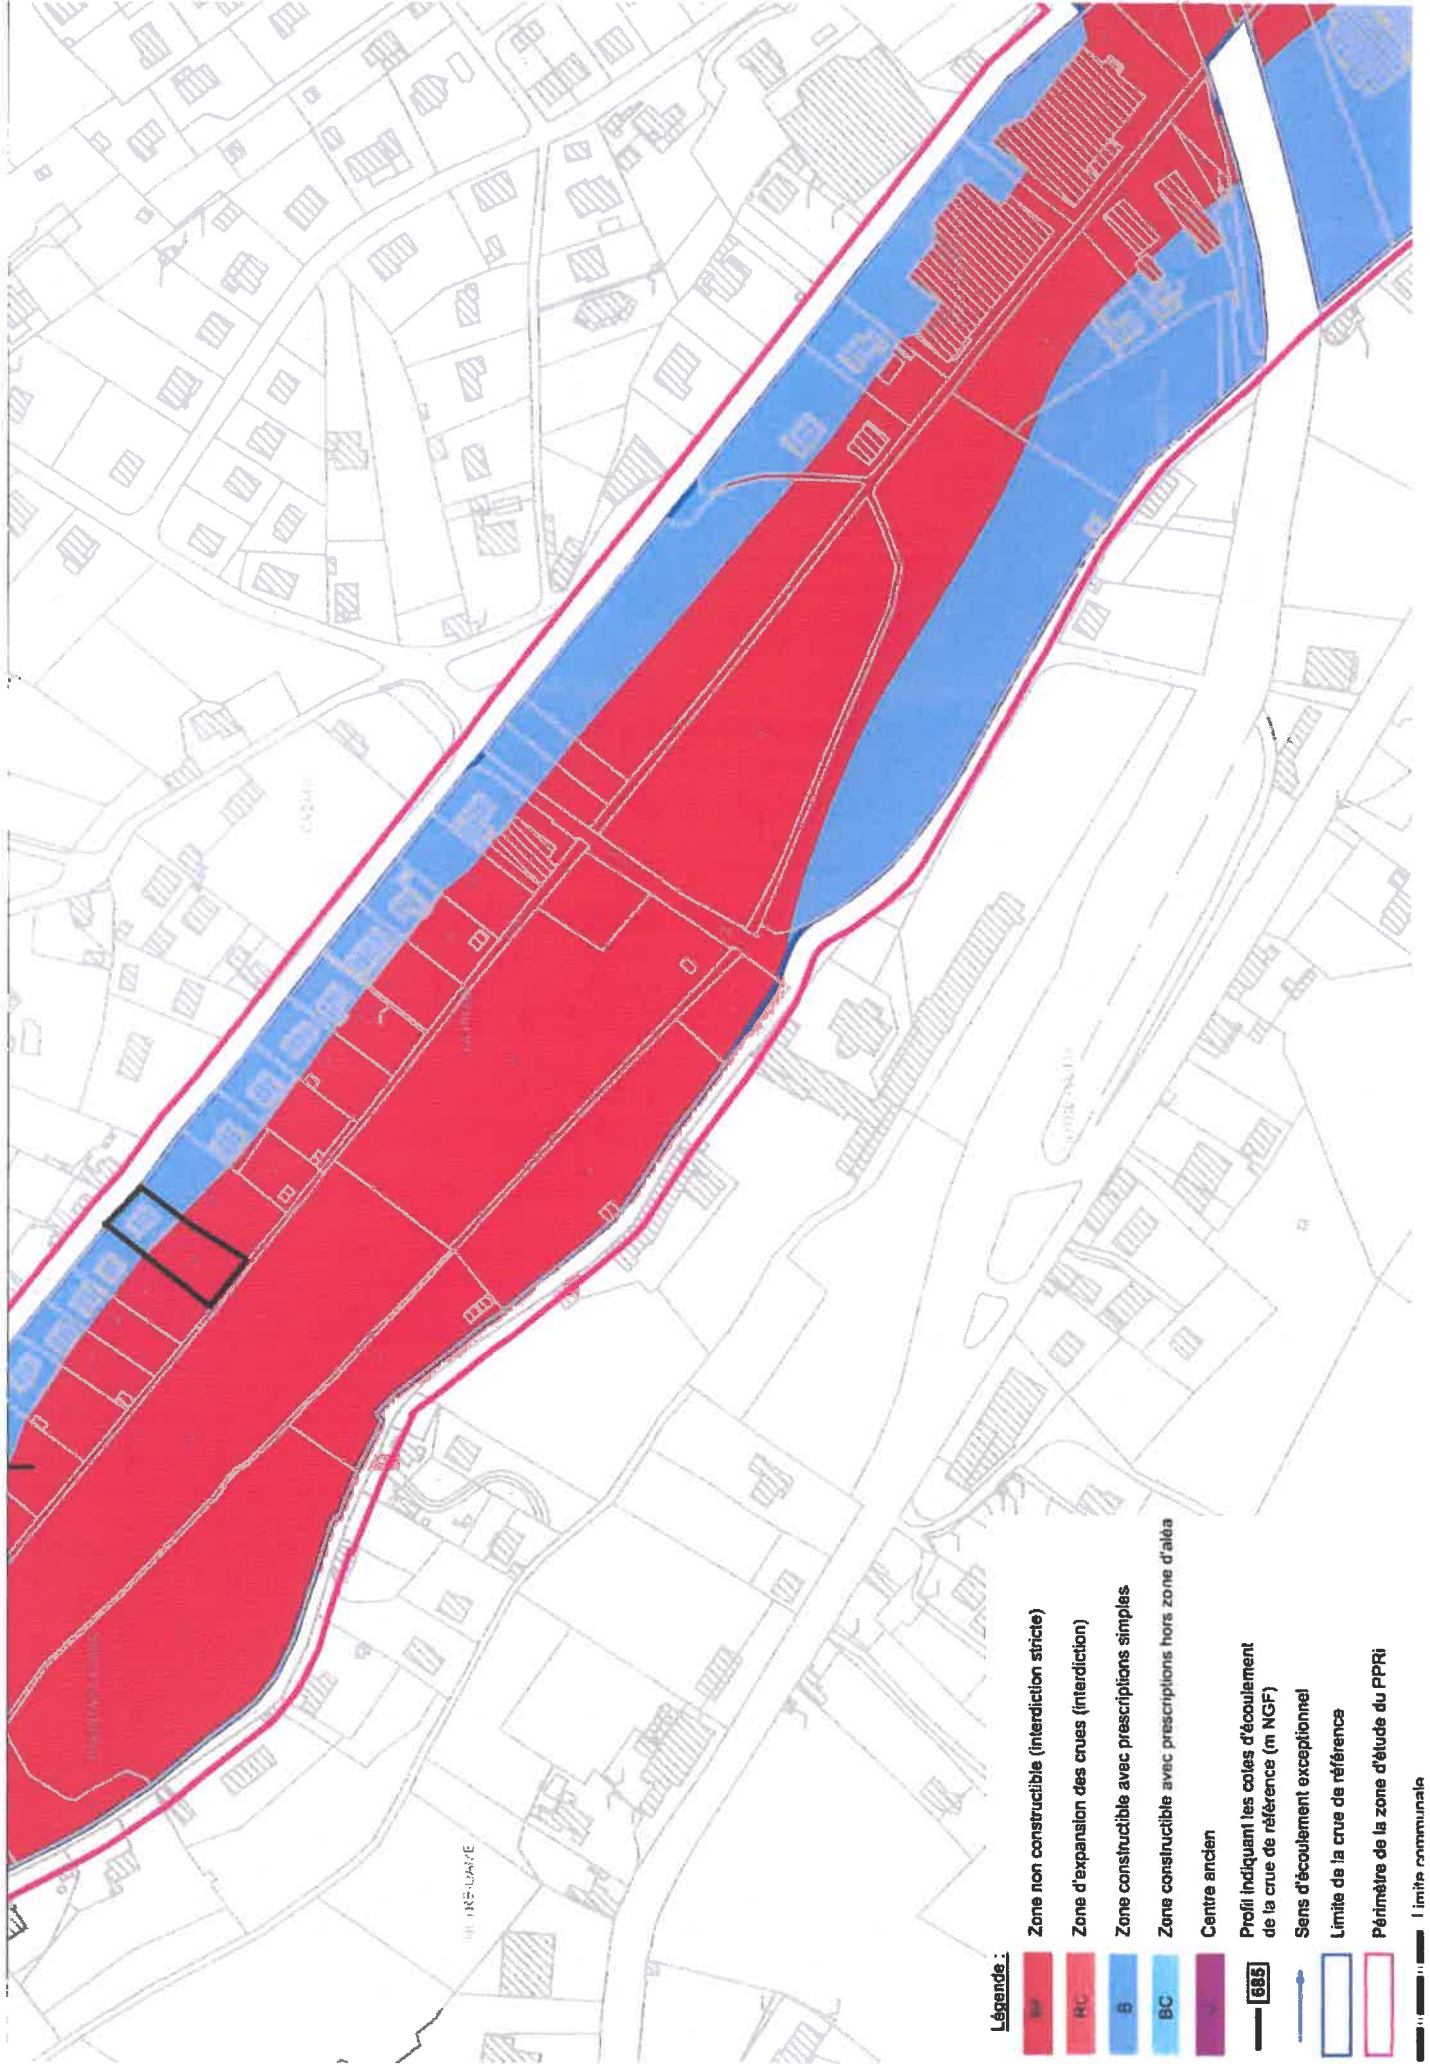 Légende :
Zone non constructible (interdiction stricte)
RC
Zone d'expansion des crues (interdiction)
B
Zone constructible avec prescriptions simples
BC
Zone constructible avec prescriptions hors zone d'aléa
Centre ancien
685
Profil indiquant les cotes d'écoulement
de la crue de référence (m NGF)
Sens d'écoulement exceptionnel
Limite de la crue de référence
Périmètre de la zone d'étude du PPRi
Limite communale